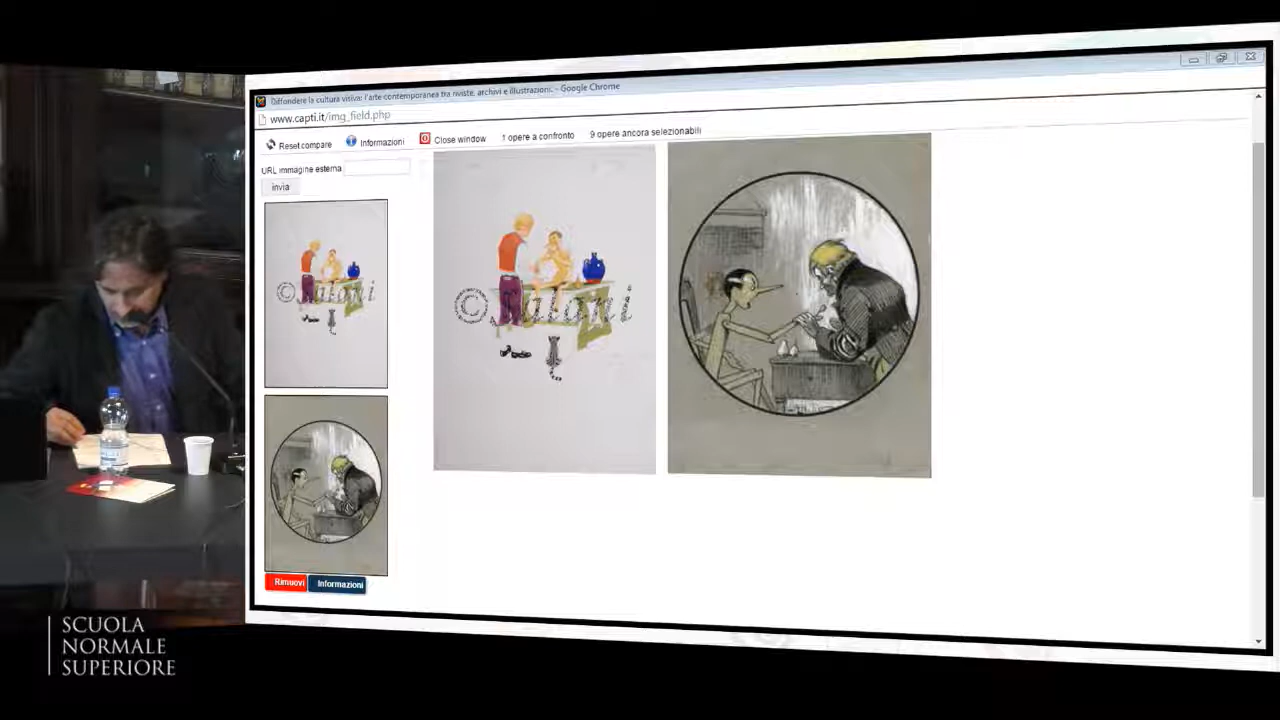 Diffondere la cultura visiva: l'arte contemporanea tra riviste, archivi e illustrazioni. - Google Chrome
www.capti.it/img_field.php
Reset compare Informazioni Close window 1 opere a confronto 9 opere ancora selezionabili
URL immagine esterna
invia
©Salani
©Salani
Rimuovi Informazioni
SCUOLA
NORMALE
SUPERIORE